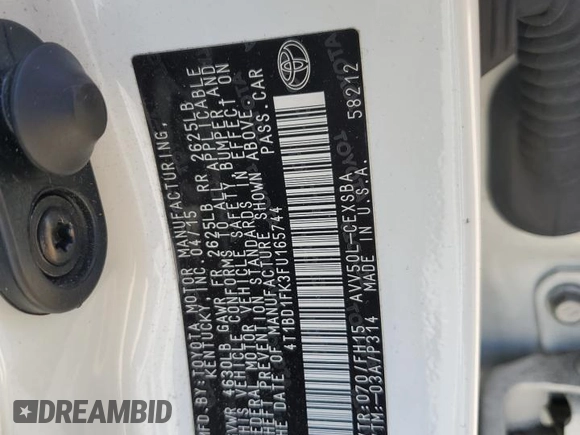 MFD.BY:TOYOTA MOTOR MANUFACTURING,
KENTUCKY, INC. 04/15
GVWR 4630LB GAWR FR 2625LB RR 2625LB
THIS VEHICLE CONFORMS TO ALL APPLICABLE
FEDERAL MOTOR VEHICLE SAFETY, BUMPER, AND
THEFT PREVENTION STANDARDS IN EFFECT ON
THE DATE OF MANUFACTURE SHOWN ABOVE.
4T1BD1FK3FU165744 PASS CAR
TR:070/FH15 AVV50L-CEXSBA
TM:-03A/P314 MADE IN U.S.A. 58212
TOYOTA
DREAMBID